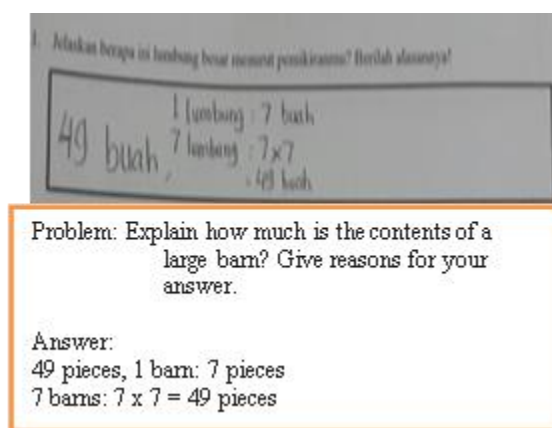 1. Jelaskan berapa isi lumbung besar menurut pemikiranmu? Berilah alasannya!
49 buah,
1 lumbung : 7 buah
7 lumbung : 7x7
= 49 buah
Problem: Explain how much is the contents of a
large barn? Give reasons for your
answer.
Answer:
49 pieces, 1 barn: 7 pieces
7 barns: 7 x 7 = 49 pieces